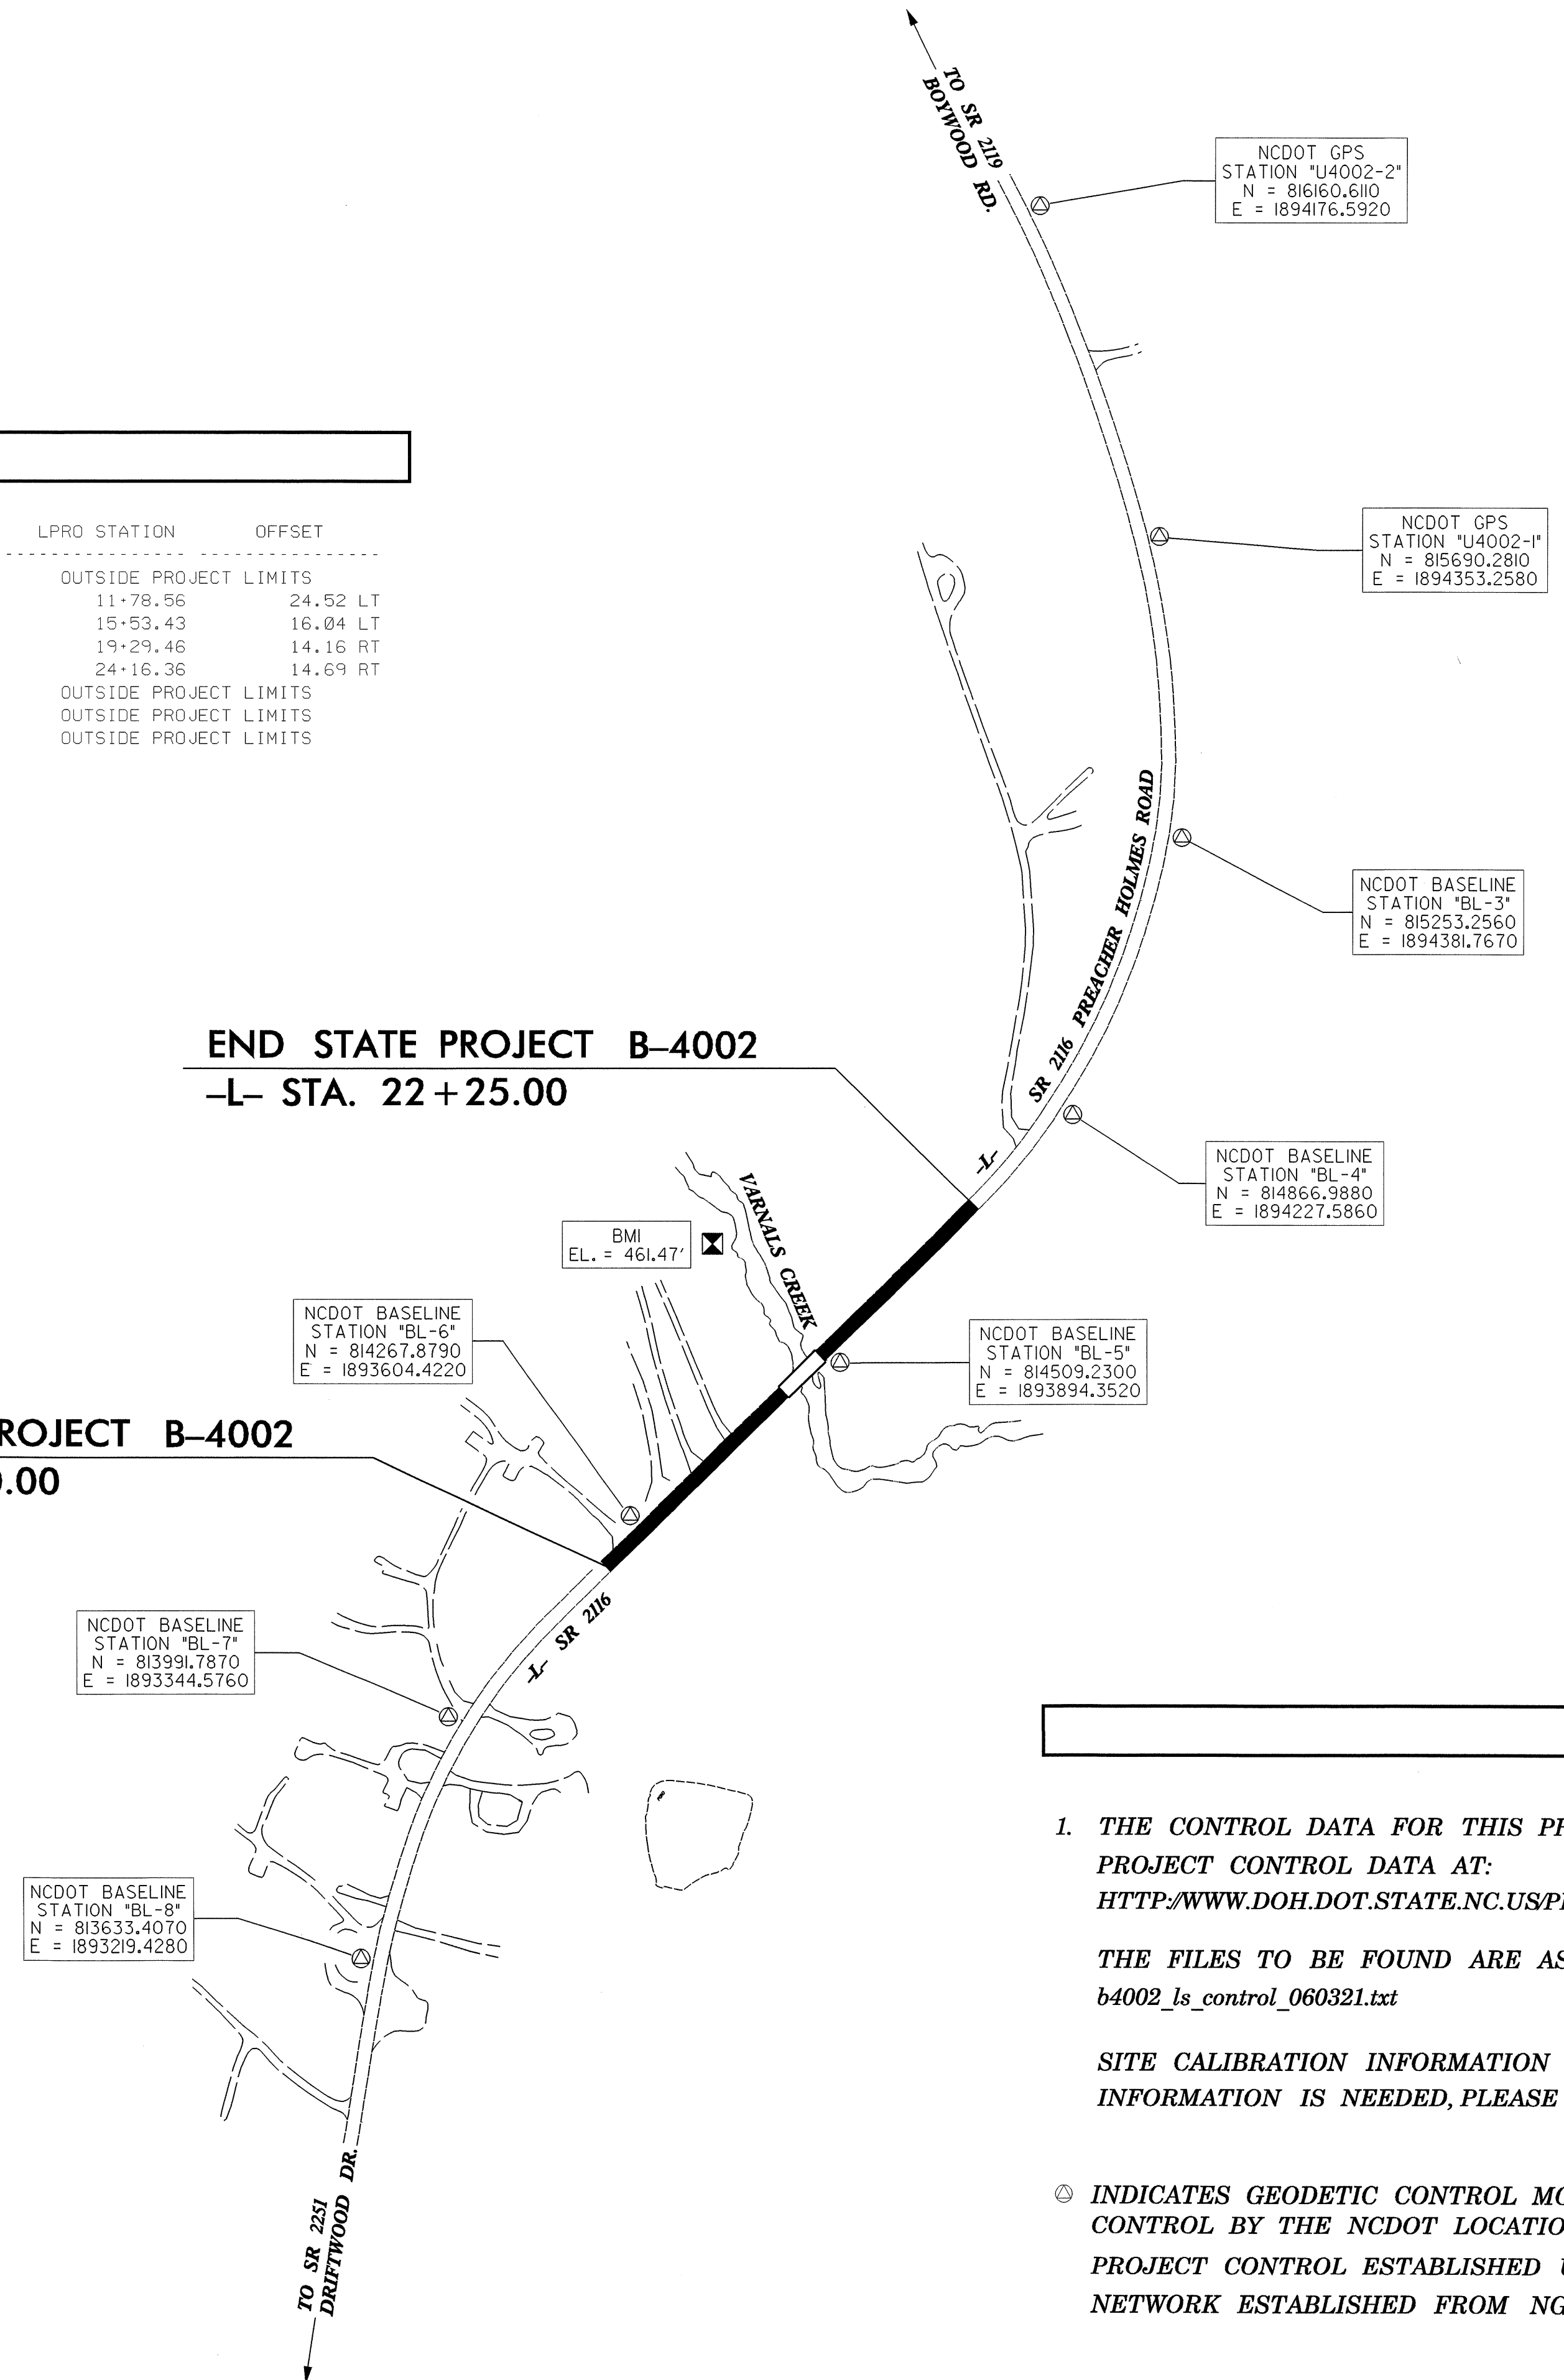 TO SR 2119
BOYWOOD RD.
NCDOT GPS
STATION "U4002-2"
N = 816160.6110
E = 1894176.5920
LPRO STATION OFFSET
---------------- ----------------
OUTSIDE PROJECT LIMITS
11+78.56 24.52 LT
15+53.43 16.04 LT
19+29.46 14.16 RT
24+16.36 14.69 RT
OUTSIDE PROJECT LIMITS
OUTSIDE PROJECT LIMITS
OUTSIDE PROJECT LIMITS
NCDOT GPS
STATION "U4002-1"
N = 815690.2810
E = 1894353.2580
NCDOT BASELINE
STATION "BL-3"
N = 815253.2560
E = 1894381.7670
SR 2116 PREACHER HOLMES ROAD
END STATE PROJECT B–4002
–L– STA. 22+25.00
-L-
NCDOT BASELINE
STATION "BL-4"
N = 814866.9880
E = 1894227.5860
VARNALS CREEK
BM1
EL. = 461.47'
NCDOT BASELINE
STATION "BL-6"
N = 814267.8790
E = 1893604.4220
NCDOT BASELINE
STATION "BL-5"
N = 814509.2300
E = 1893894.3520
ROJECT B–4002
0.00
-L- SR 2116
NCDOT BASELINE
STATION "BL-7"
N = 813991.7870
E = 1893344.5760
NCDOT BASELINE
STATION "BL-8"
N = 813633.4070
E = 1893219.4280
TO SR 2251
DRIFTWOOD DR.
1. THE CONTROL DATA FOR THIS P
PROJECT CONTROL DATA AT:
HTTP://WWW.DOH.DOT.STATE.NC.US/P
THE FILES TO BE FOUND ARE AS
b4002_ls_control_060321.txt
SITE CALIBRATION INFORMATION
INFORMATION IS NEEDED, PLEASE
INDICATES GEODETIC CONTROL MO
CONTROL BY THE NCDOT LOCATIO
PROJECT CONTROL ESTABLISHED U
NETWORK ESTABLISHED FROM NG